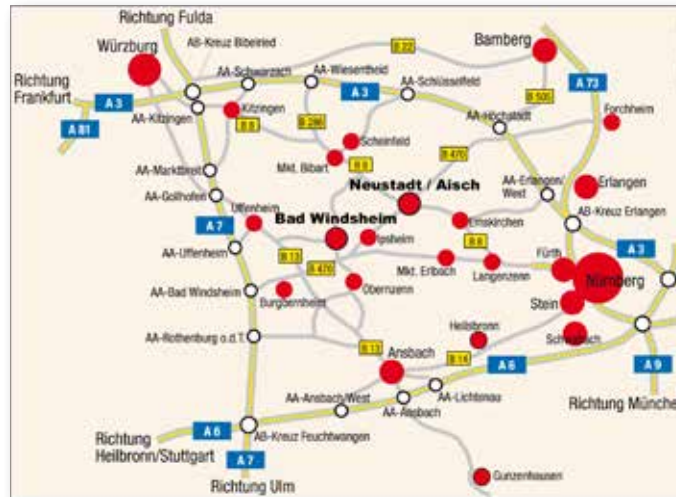 Richtung Fulda
AB-Kreuz Bibelried
Würzburg
B 22
Bamberg
AA-Schwarzach
AA-Wiesentheid
Richtung
Frankfurt
A 3
A 3
AA-Schlüsselfeld
A 73
A 81
AA-Kitzingen
Kitzingen
B 8
B 286
B 505
Forchheim
AA-Höchstadt
Scheinfeld
B 470
Mkt. Bibart
B 8
AA-Marktbreit
Neustadt / Aisch
AA-Erlangen/
West
Erlangen
AA-Gollhofen
Uffenheim
Bad Windsheim
Emskirchen
AB-Kreuz Erlangen
A 7
Ipsheim
B 8
A 3
AA-Uffenheim
B 13
B 470
Mkt. Erlbach
Langenzenn
Fürth
Nürnberg
AA-Bad Windsheim
Burgbernheim
Obernzenn
Stein
AA-Rothenburg o.d.T.
Heilsbronn
Schwabach
B 13
Ansbach
B 14
A 6
A 9
AA-Ansbach/West
AA-Lichtenau
AA-Ansbach
Richtung Münche
A 6
AB-Kreuz Feuchtwangen
Richtung
Heilbronn/Stuttgart
A 7
Gunzenhausen
Richtung Ulm